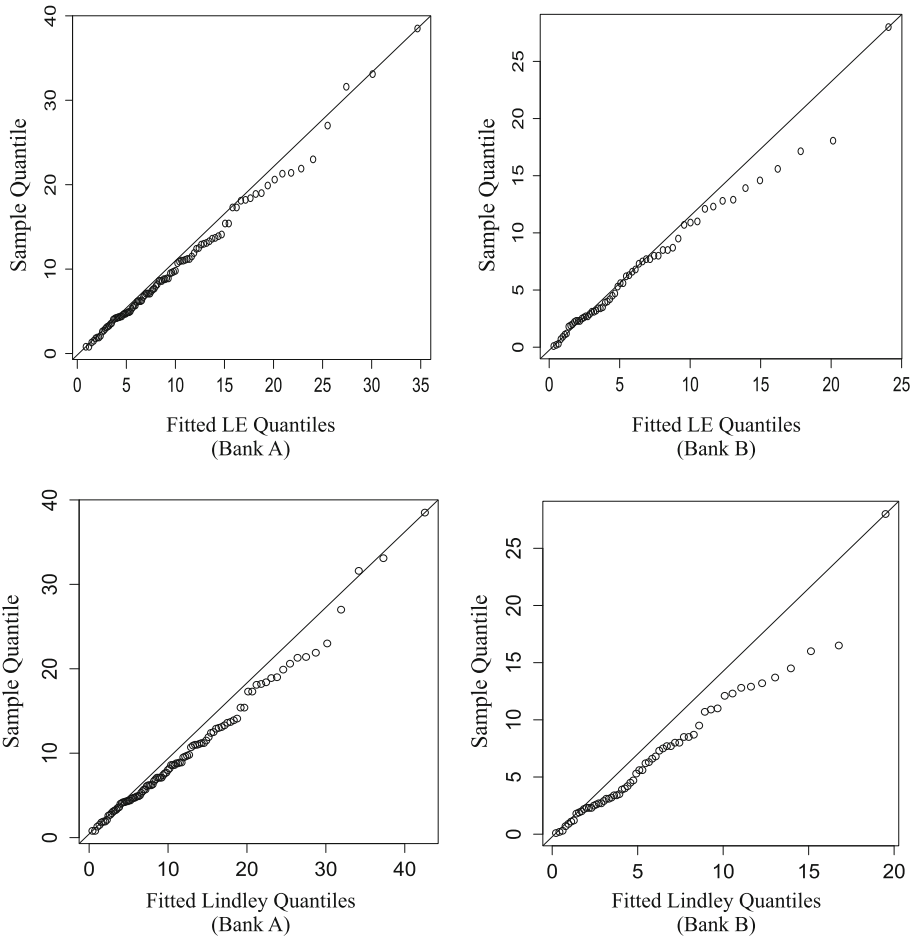 Sample Quantile
40
30
20
10
0
0 5 10 15 20 25 30 35
Fitted LE Quantiles
(Bank A)
Sample Quantile
25
20
15
10
5
0
0 5 10 15 20 25
Fitted LE Quantiles
(Bank B)
Sample Quantile
40
30
20
10
0
0 10 20 30 40
Fitted Lindley Quantiles
(Bank A)
Sample Quantile
25
20
15
10
5
0
0 5 10 15 20
Fitted Lindley Quantiles
(Bank B)